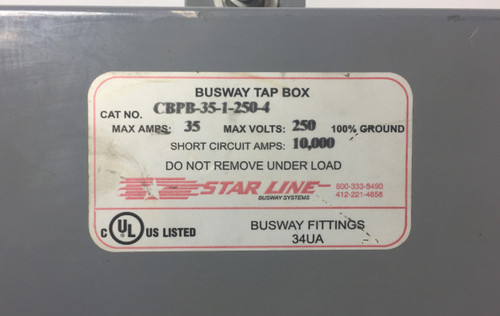 BUSWAY TAP BOX
CAT NO. CBPB-35-1-250-4
MAX AMPS: 35 MAX VOLTS: 250 100% GROUND
SHORT CIRCUIT AMPS: 10,000
DO NOT REMOVE UNDER LOAD
STAR LINE
BUSWAY SYSTEMS
800-333-8490
412-221-4858
C UL US LISTED
BUSWAY FITTINGS
34UA